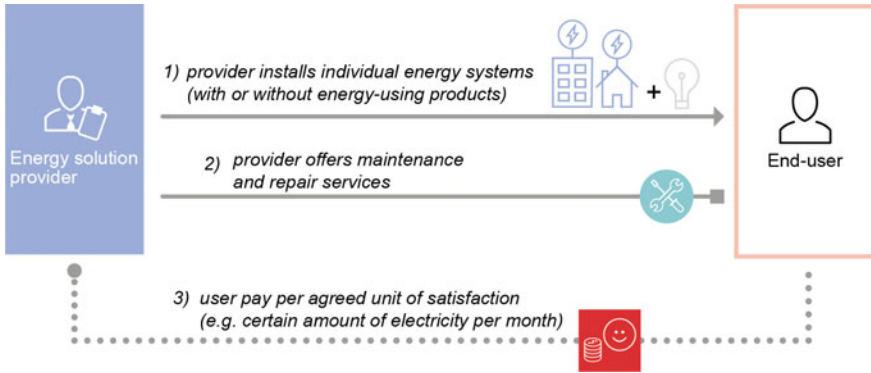 1) provider installs individual energy systems
(with or without energy-using products)
+
Energy solution
provider
2) provider offers maintenance
and repair services
End-user
3) user pay per agreed unit of satisfaction
(e.g. certain amount of electricity per month)